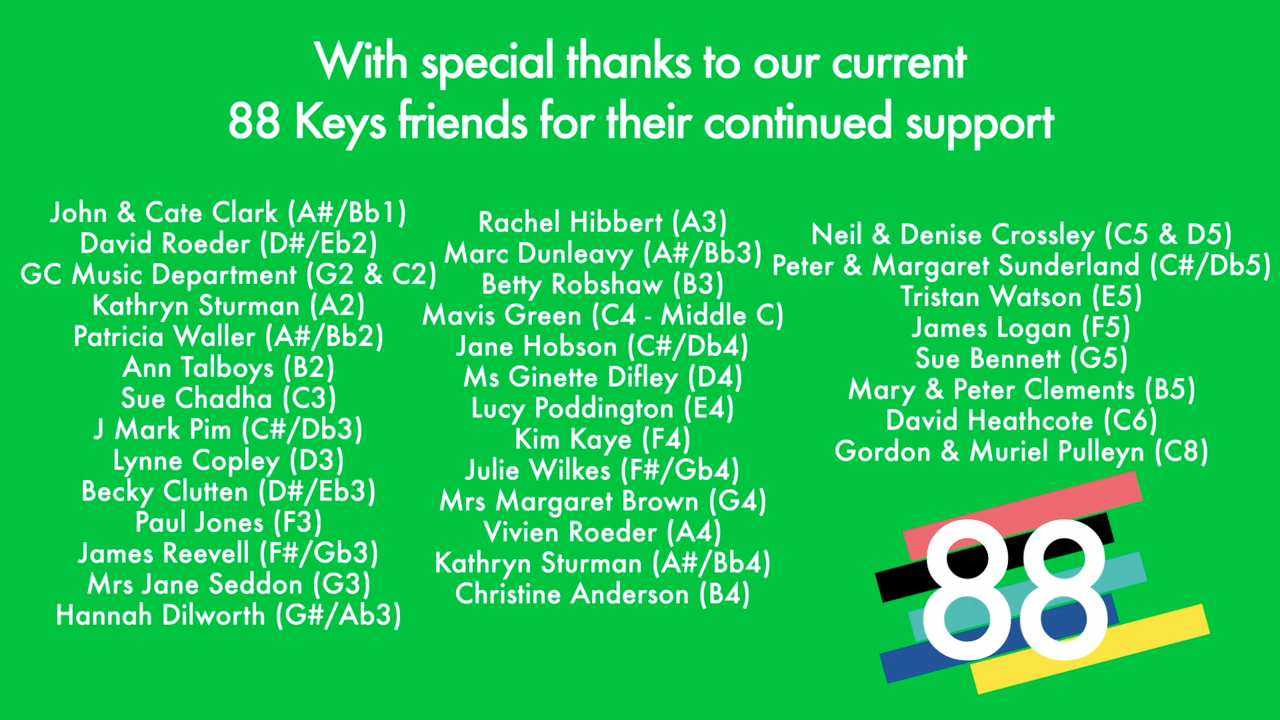 With special thanks to our current
88 Keys friends for their continued support
John & Cate Clark (A#/Bb1)
David Roeder (D#/Eb2)
GC Music Department (G2 & C2)
Kathryn Sturman (A2)
Patricia Waller (A#/Bb2)
Ann Talboys (B2)
Sue Chadha (C3)
J Mark Pim (C#/Db3)
Lynne Copley (D3)
Becky Clutten (D#/Eb3)
Paul Jones (F3)
James Reevell (F#/Gb3)
Mrs Jane Seddon (G3)
Hannah Dilworth (G#/Ab3)
Rachel Hibbert (A3)
Marc Dunleavy (A#/Bb3)
Betty Robshaw (B3)
Mavis Green (C4 - Middle C)
Jane Hobson (C#/Db4)
Ms Ginette Difley (D4)
Lucy Poddington (E4)
Kim Kaye (F4)
Julie Wilkes (F#/Gb4)
Mrs Margaret Brown (G4)
Vivien Roeder (A4)
Kathryn Sturman (A#/Bb4)
Christine Anderson (B4)
Neil & Denise Crossley (C5 & D5)
Peter & Margaret Sunderland (C#/Db5)
Tristan Watson (E5)
James Logan (F5)
Sue Bennett (G5)
Mary & Peter Clements (B5)
David Heathcote (C6)
Gordon & Muriel Pulleyn (C8)
88